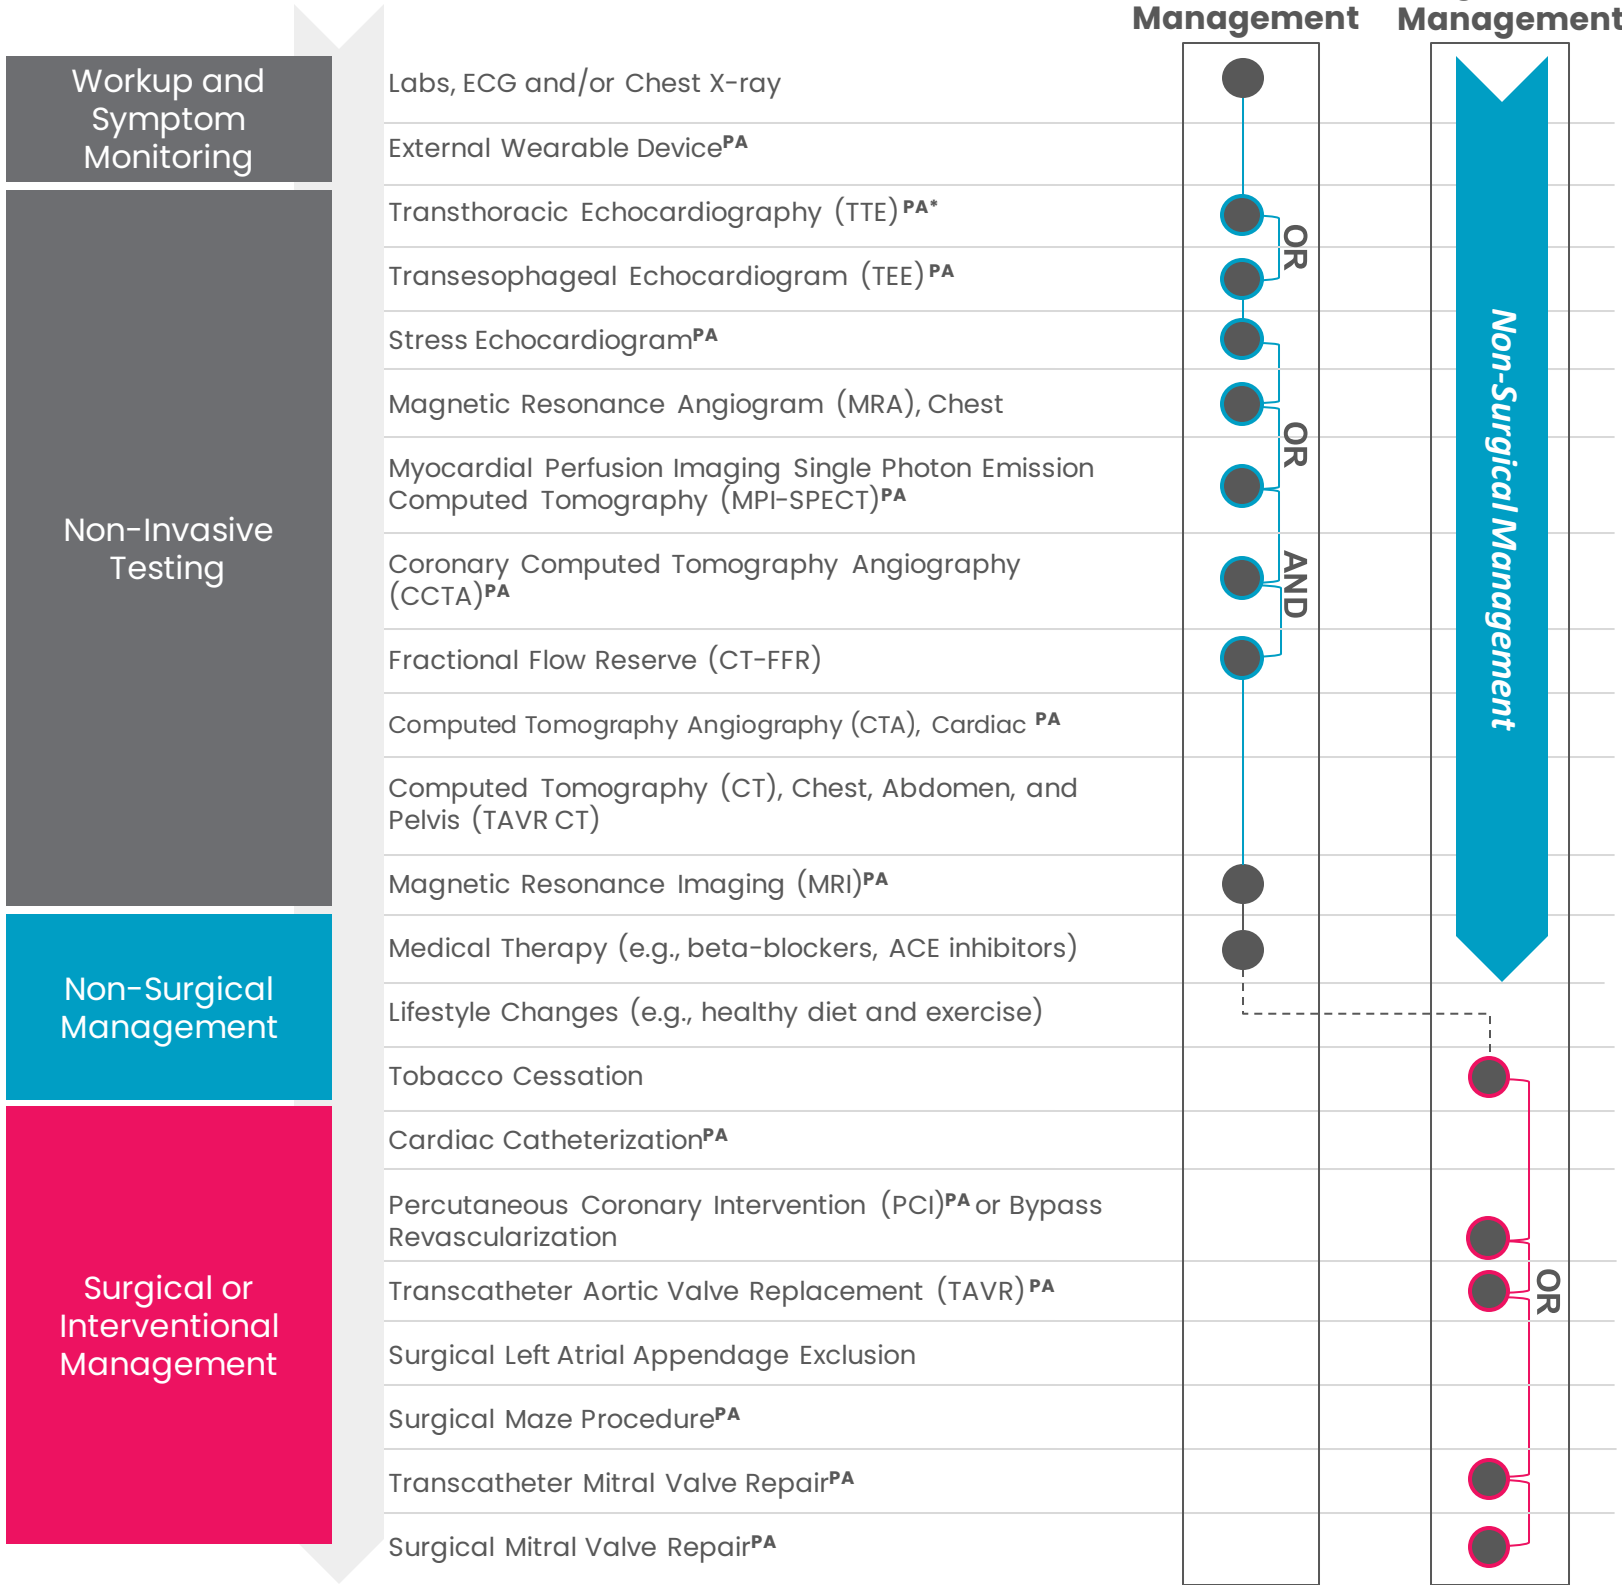 Management
Management
Workup and
Symptom
Monitoring
Labs, ECG and/or Chest X-ray
External Wearable DevicePA
Non-Invasive
Testing
Transthoracic Echocardiography (TTE) PA*
Transesophageal Echocardiogram (TEE) PA
OR
Stress EchocardiogramPA
Magnetic Resonance Angiogram (MRA), Chest
Myocardial Perfusion Imaging Single Photon Emission
Computed Tomography (MPI-SPECT)PA
OR
Coronary Computed Tomography Angiography
(CCTA)PA
AND
Fractional Flow Reserve (CT-FFR)
Computed Tomography Angiography (CTA), Cardiac PA
Computed Tomography (CT), Chest, Abdomen, and
Pelvis (TAVR CT)
Magnetic Resonance Imaging (MRI)PA
Non-Surgical Management
Non-Surgical
Management
Medical Therapy (e.g., beta-blockers, ACE inhibitors)
Lifestyle Changes (e.g., healthy diet and exercise)
Tobacco Cessation
Surgical or
Interventional
Management
Cardiac CatheterizationPA
Percutaneous Coronary Intervention (PCI)PA or Bypass
Revascularization
Transcatheter Aortic Valve Replacement (TAVR) PA
OR
Surgical Left Atrial Appendage Exclusion
Surgical Maze ProcedurePA
Transcatheter Mitral Valve RepairPA
Surgical Mitral Valve RepairPA